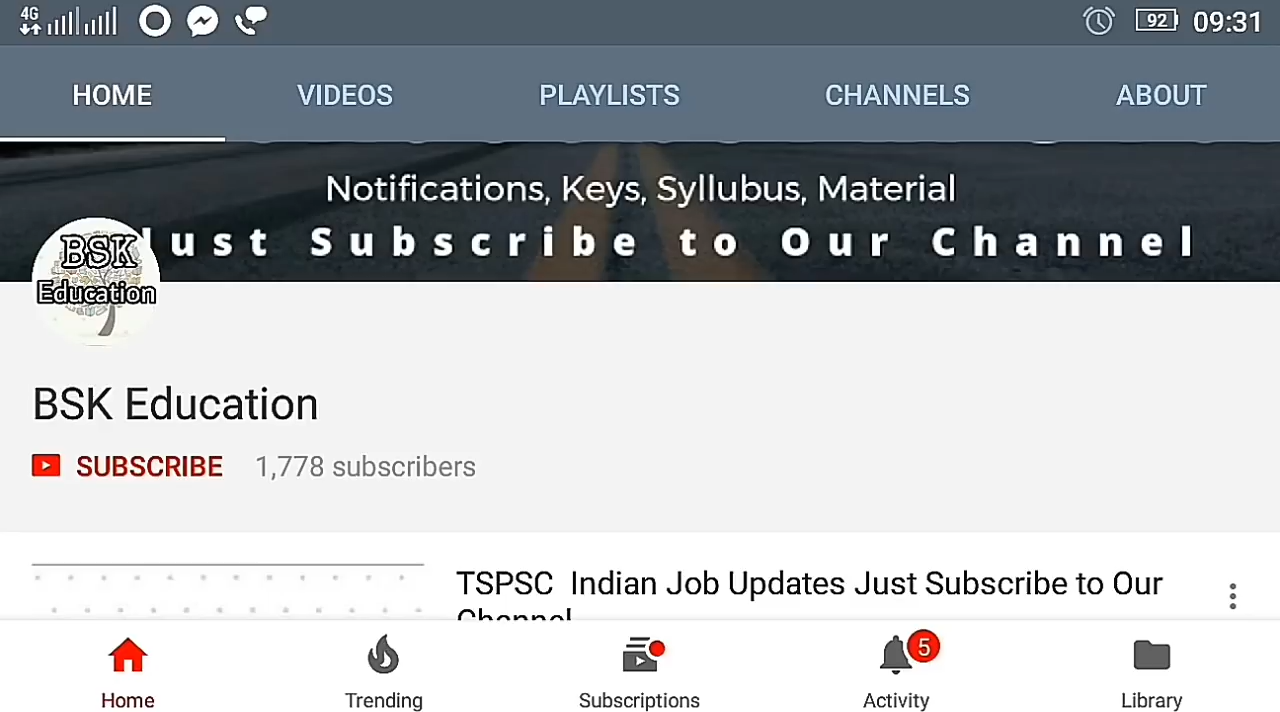 4G 92 09:31
HOME VIDEOS PLAYLISTS CHANNELS ABOUT
Notifications, Keys, Syllubus, Material
Just Subscribe to Our Channel
BSK
Education
BSK Education
SUBSCRIBE 1,778 subscribers
TSPSC Indian Job Updates Just Subscribe to Our
Channel
5
Home Trending Subscriptions Activity Library